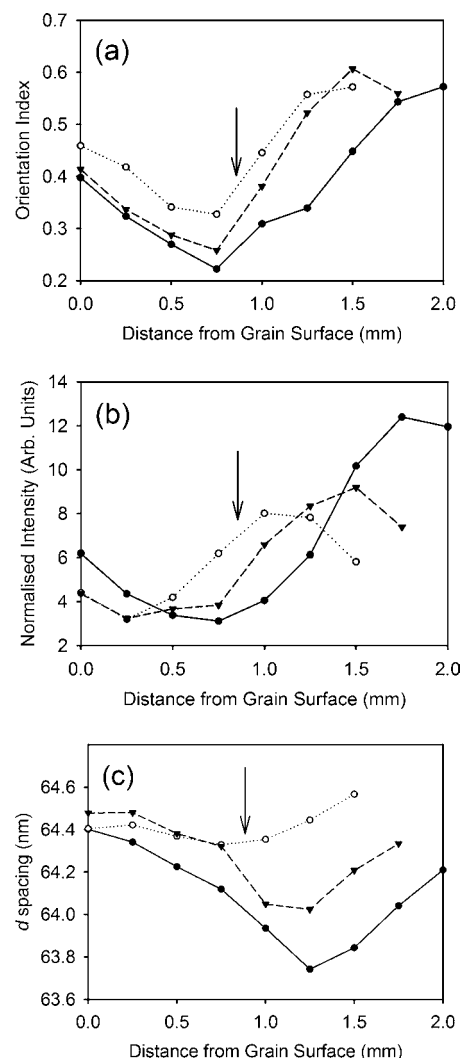 (a)
Orientation Index
0.7
0.6
0.5
0.4
0.3
0.2
0.0 0.5 1.0 1.5 2.0
Distance from Grain Surface (mm)
(b)
Normalised Intensity (Arb. Units)
14
12
10
8
6
4
2
0.0 0.5 1.0 1.5 2.0
Distance from Grain Surface (mm)
(c)
d spacing (nm)
64.6
64.4
64.2
64.0
63.8
63.6
0.0 0.5 1.0 1.5 2.0
Distance from Grain Surface (mm)